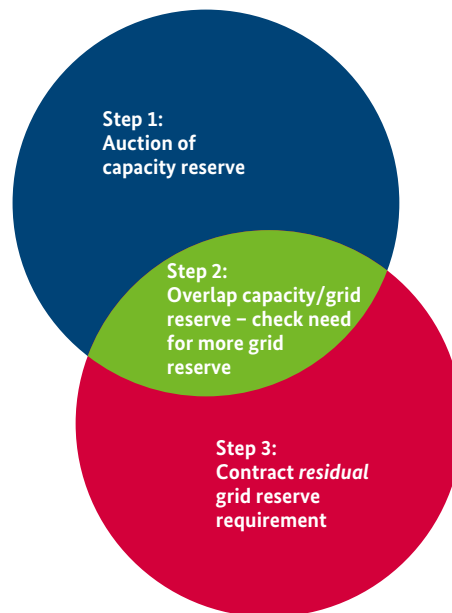 Step 1:
Auction of
capacity reserve
Step 2:
Overlap capacity/grid
reserve – check need
for more grid
reserve
Step 3:
Contract residual
grid reserve
requirement